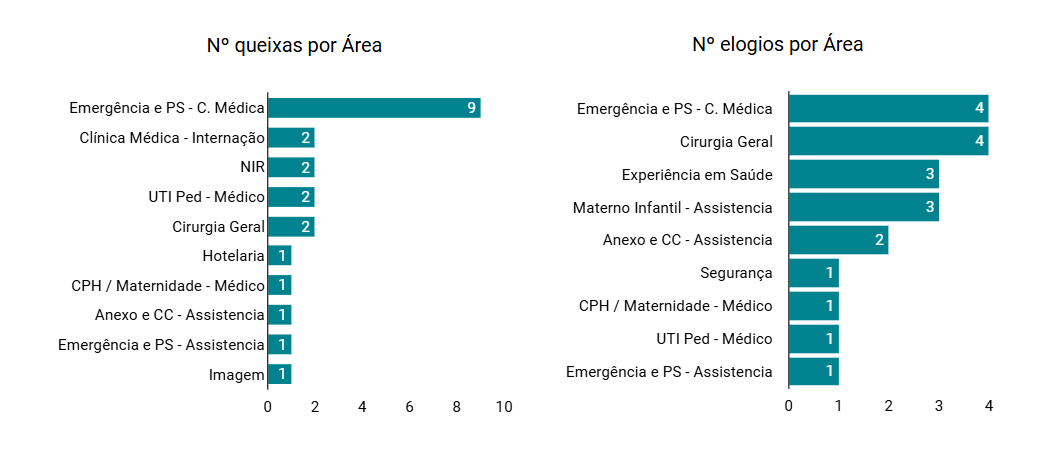 Nº queixas por Área
Emergência e PS - C. Médica 9
Clínica Médica - Internação 2
NIR 2
UTI Ped - Médico 2
Cirurgia Geral 2
Hotelaria 1
CPH / Maternidade - Médico 1
Anexo e CC - Assistencia 1
Emergência e PS - Assistencia 1
Imagem 1
0 2 4 6 8 10
Nº elogios por Área
Emergência e PS - C. Médica 4
Cirurgia Geral 4
Experiência em Saúde 3
Materno Infantil - Assistencia 3
Anexo e CC - Assistencia 2
Segurança 1
CPH / Maternidade - Médico 1
UTI Ped - Médico 1
Emergência e PS - Assistencia 1
0 1 2 3 4